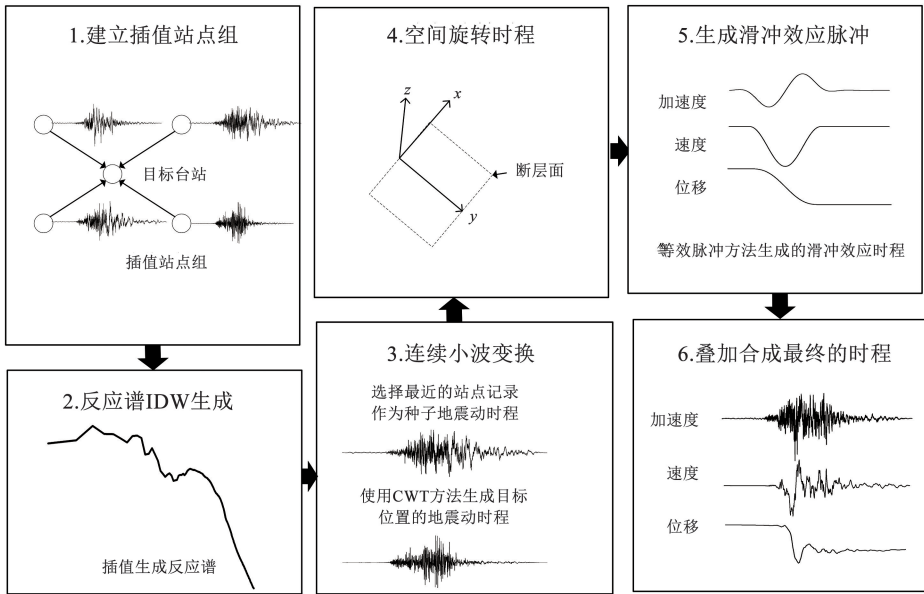 1.建立插值站点组
目标台站
插值站点组
2.反应谱IDW生成
插值生成反应谱
3.连续小波变换
选择最近的站点记录
作为种子地震动时程
使用CWT方法生成目标
位置的地震动时程
4.空间旋转时程
z
x
断层面
y
5.生成滑冲效应脉冲
加速度
速度
位移
等效脉冲方法生成的滑冲效应时程
6.叠加合成最终的时程
加速度
速度
位移